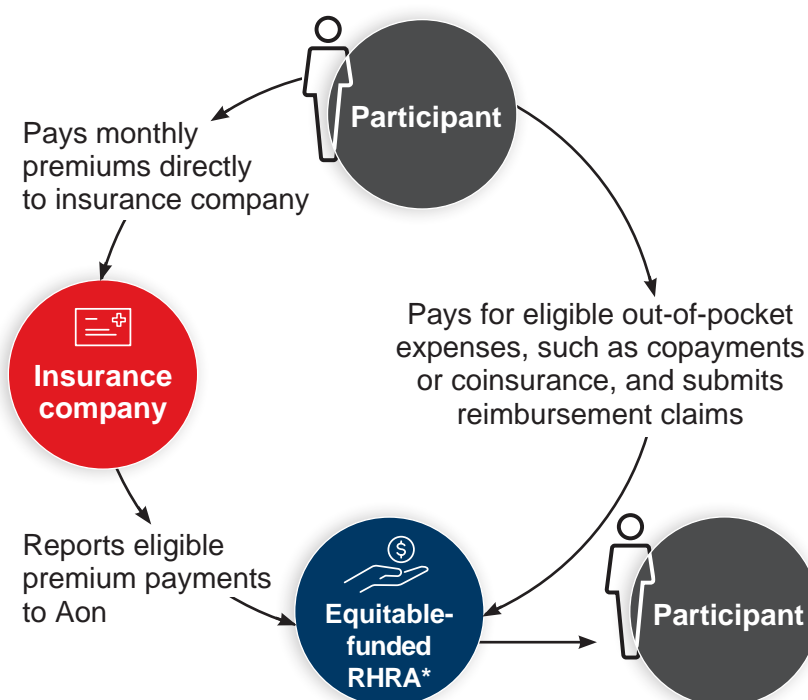 Participant
Pays monthly
premiums directly
to insurance company
Insurance
company
Pays for eligible out-of-pocket
expenses, such as copayments
or coinsurance, and submits
reimbursement claims
Reports eligible
premium payments
to Aon
$
Equitable-
funded
RHRA*
Participant